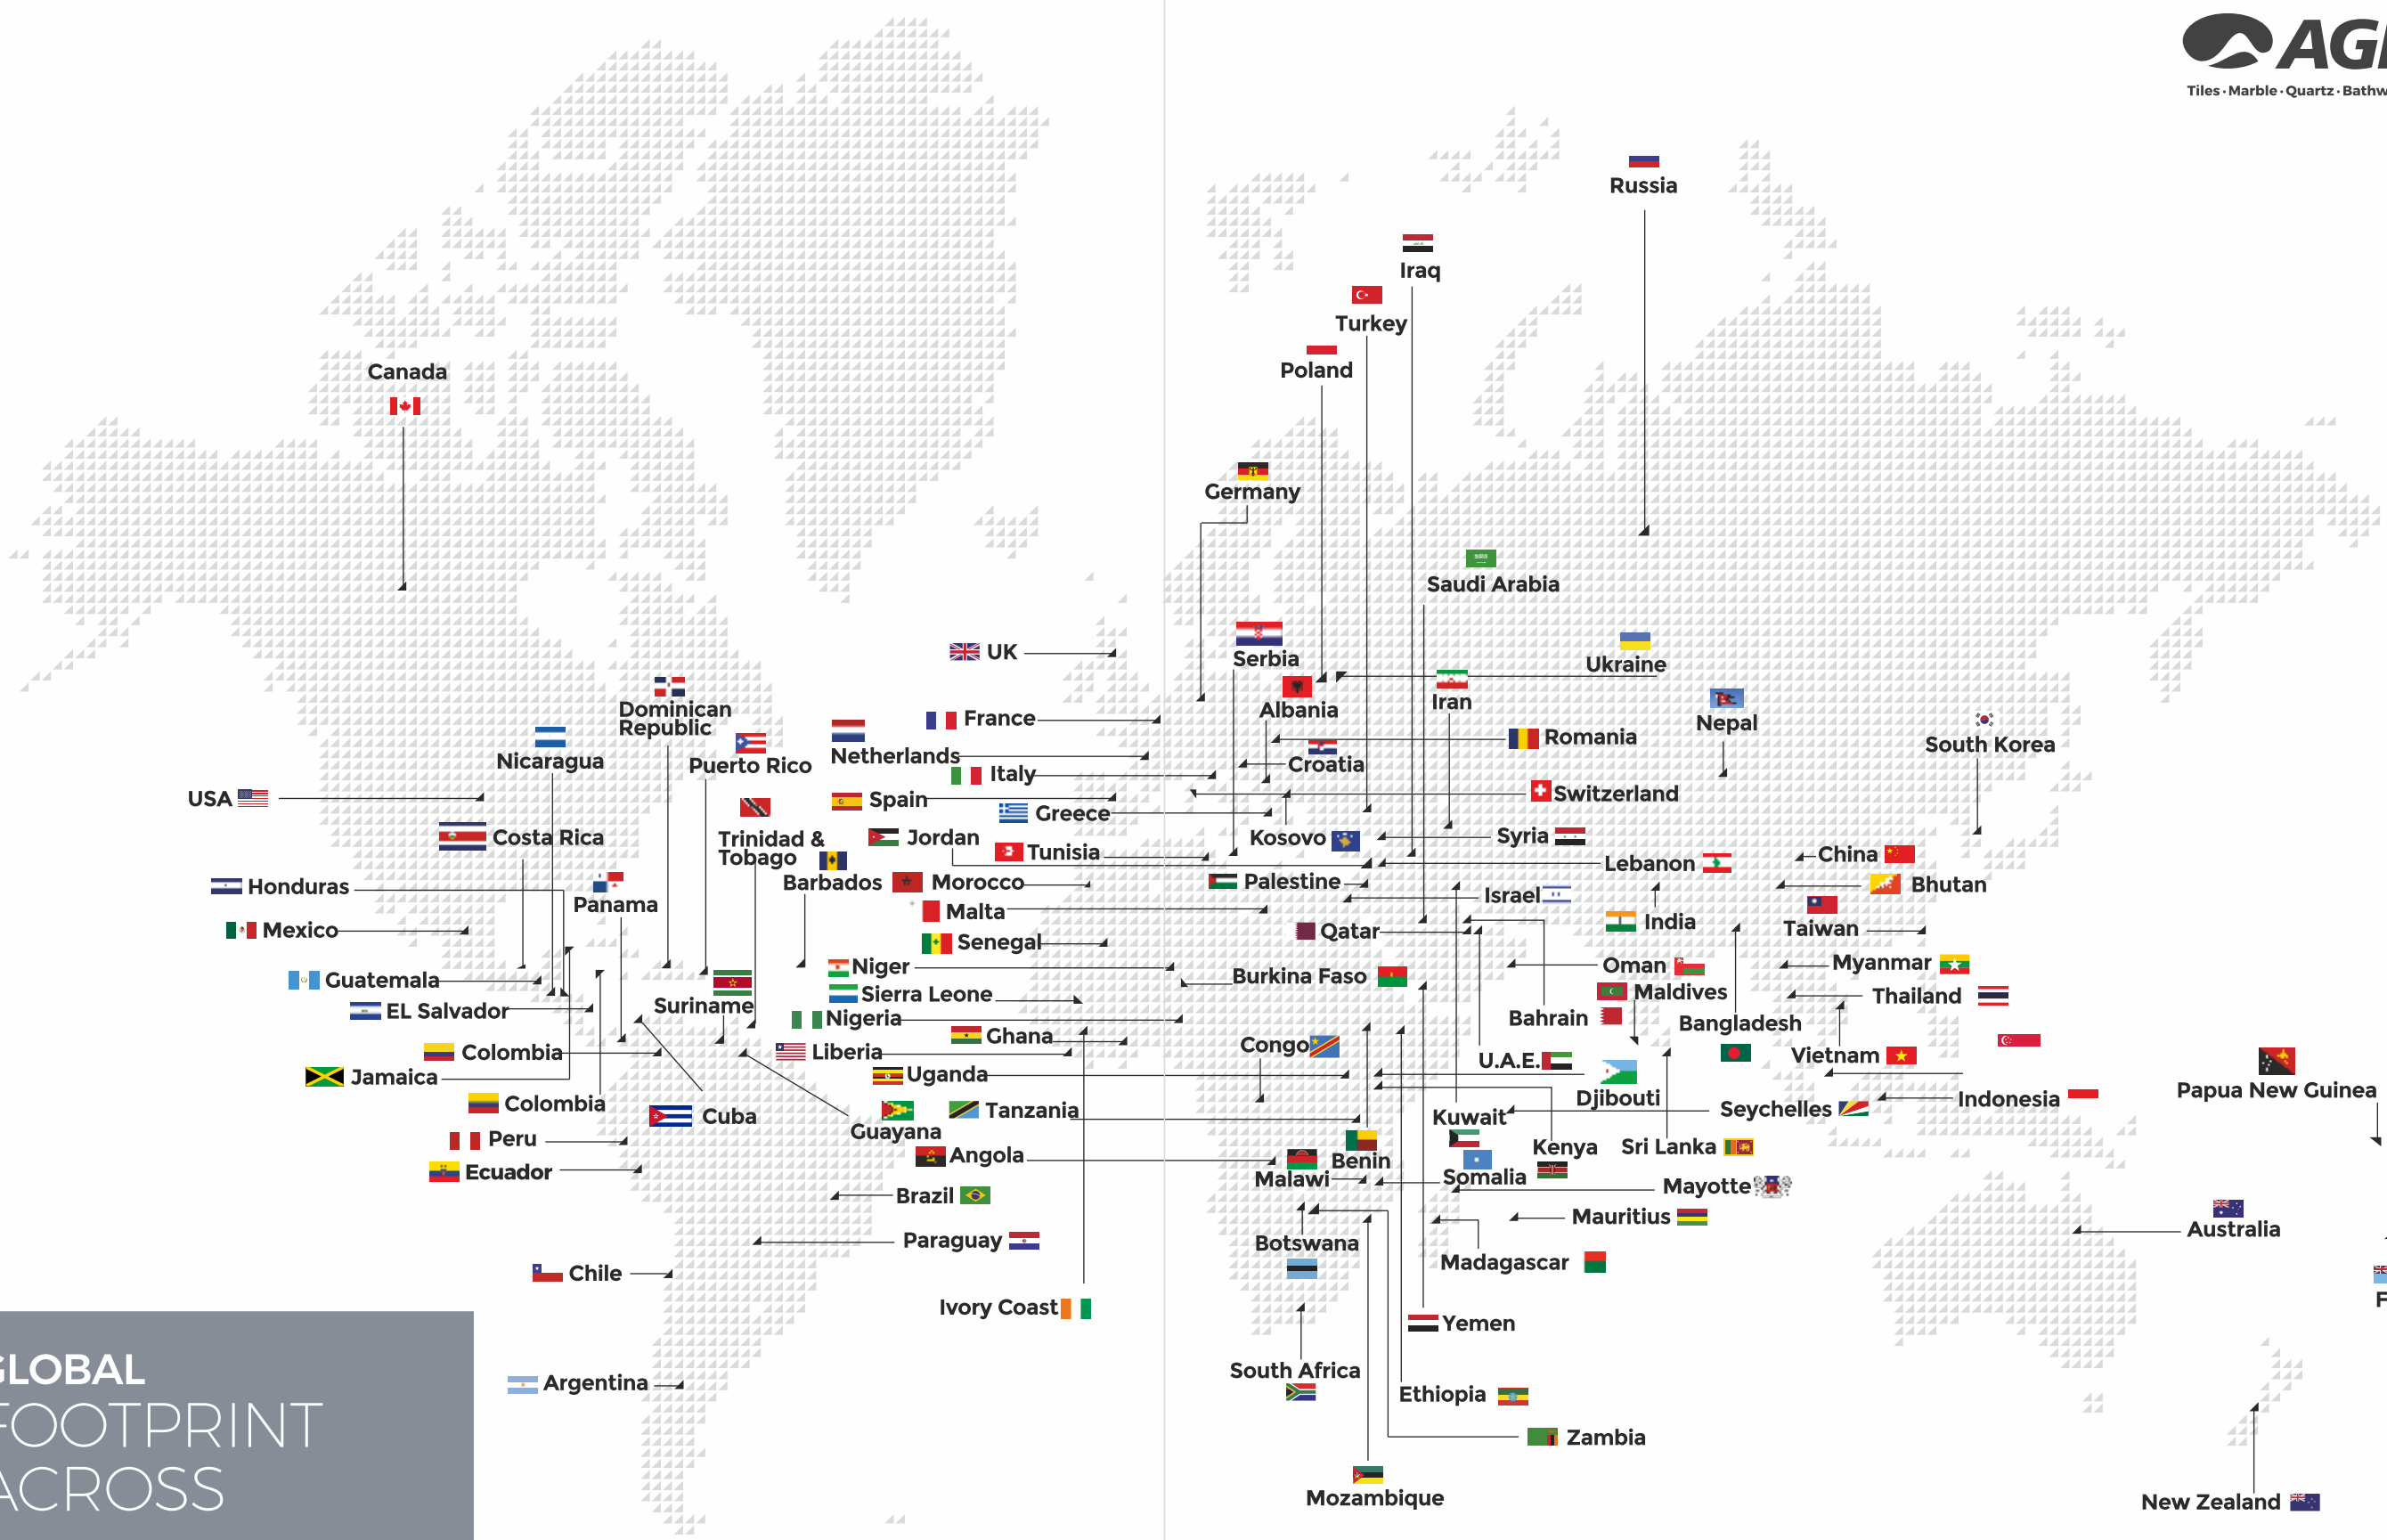 AGL
Tiles · Marble · Quartz · Bathw
Russia
Iraq
Turkey
Poland
Canada
Germany
Saudi Arabia
UK
Serbia
Ukraine
Albania
Iran
Dominican
Republic
France
Nepal
Romania
South Korea
Nicaragua
Puerto Rico
Netherlands
Croatia
Italy
USA
Spain
Switzerland
Greece
Costa Rica
Trinidad &
Tobago
Jordan
Kosovo
Syria
Tunisia
China
Lebanon
Honduras
Barbados
Morocco
Palestine
Bhutan
Israel
Panama
Malta
India
Mexico
Qatar
Taiwan
Senegal
Niger
Oman
Myanmar
Guatemala
Burkina Faso
Sierra Leone
Maldives
Thailand
Suriname
EL Salvador
Nigeria
Bahrain
Bangladesh
Ghana
Congo
Colombia
Liberia
U.A.E.
Vietnam
Jamaica
Uganda
Papua New Guinea
Djibouti
Indonesia
Colombia
Cuba
Tanzania
Kuwait
Seychelles
Guayana
Peru
Kenya
Sri Lanka
Angola
Benin
Ecuador
Malawi
Somalia
Mayotte
Brazil
Mauritius
Australia
Paraguay
Botswana
Madagascar
Chile
Ivory Coast
F
Yemen
GLOBAL
FOOTPRINT
ACROSS
South Africa
Argentina
Ethiopia
Zambia
Mozambique
New Zealand